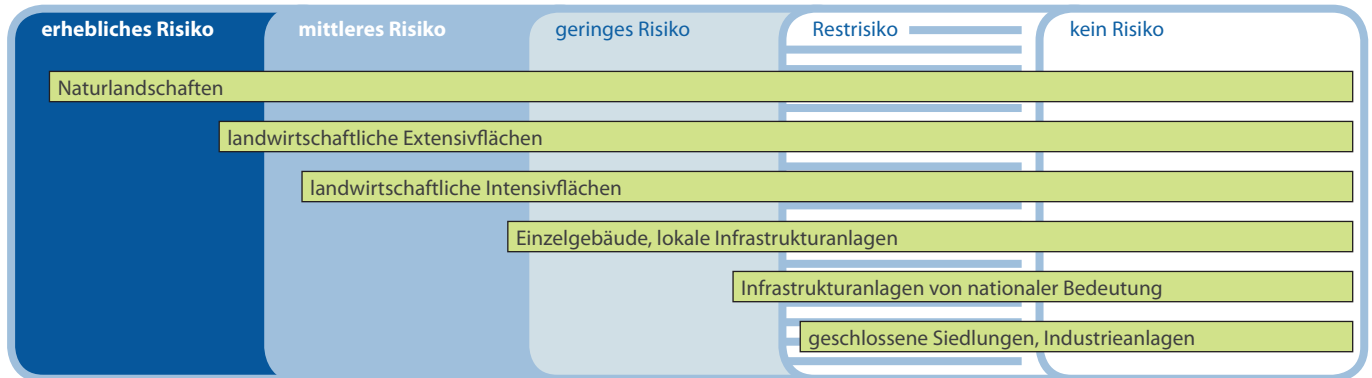 erhebliches Risiko mittleres Risiko geringes Risiko Restrisiko kein Risiko
Naturlandschaften
landwirtschaftliche Extensivflächen
landwirtschaftliche Intensivflächen
Einzelgebäude, lokale Infrastrukturanlagen
Infrastrukturanlagen von nationaler Bedeutung
geschlossene Siedlungen, Industrieanlagen